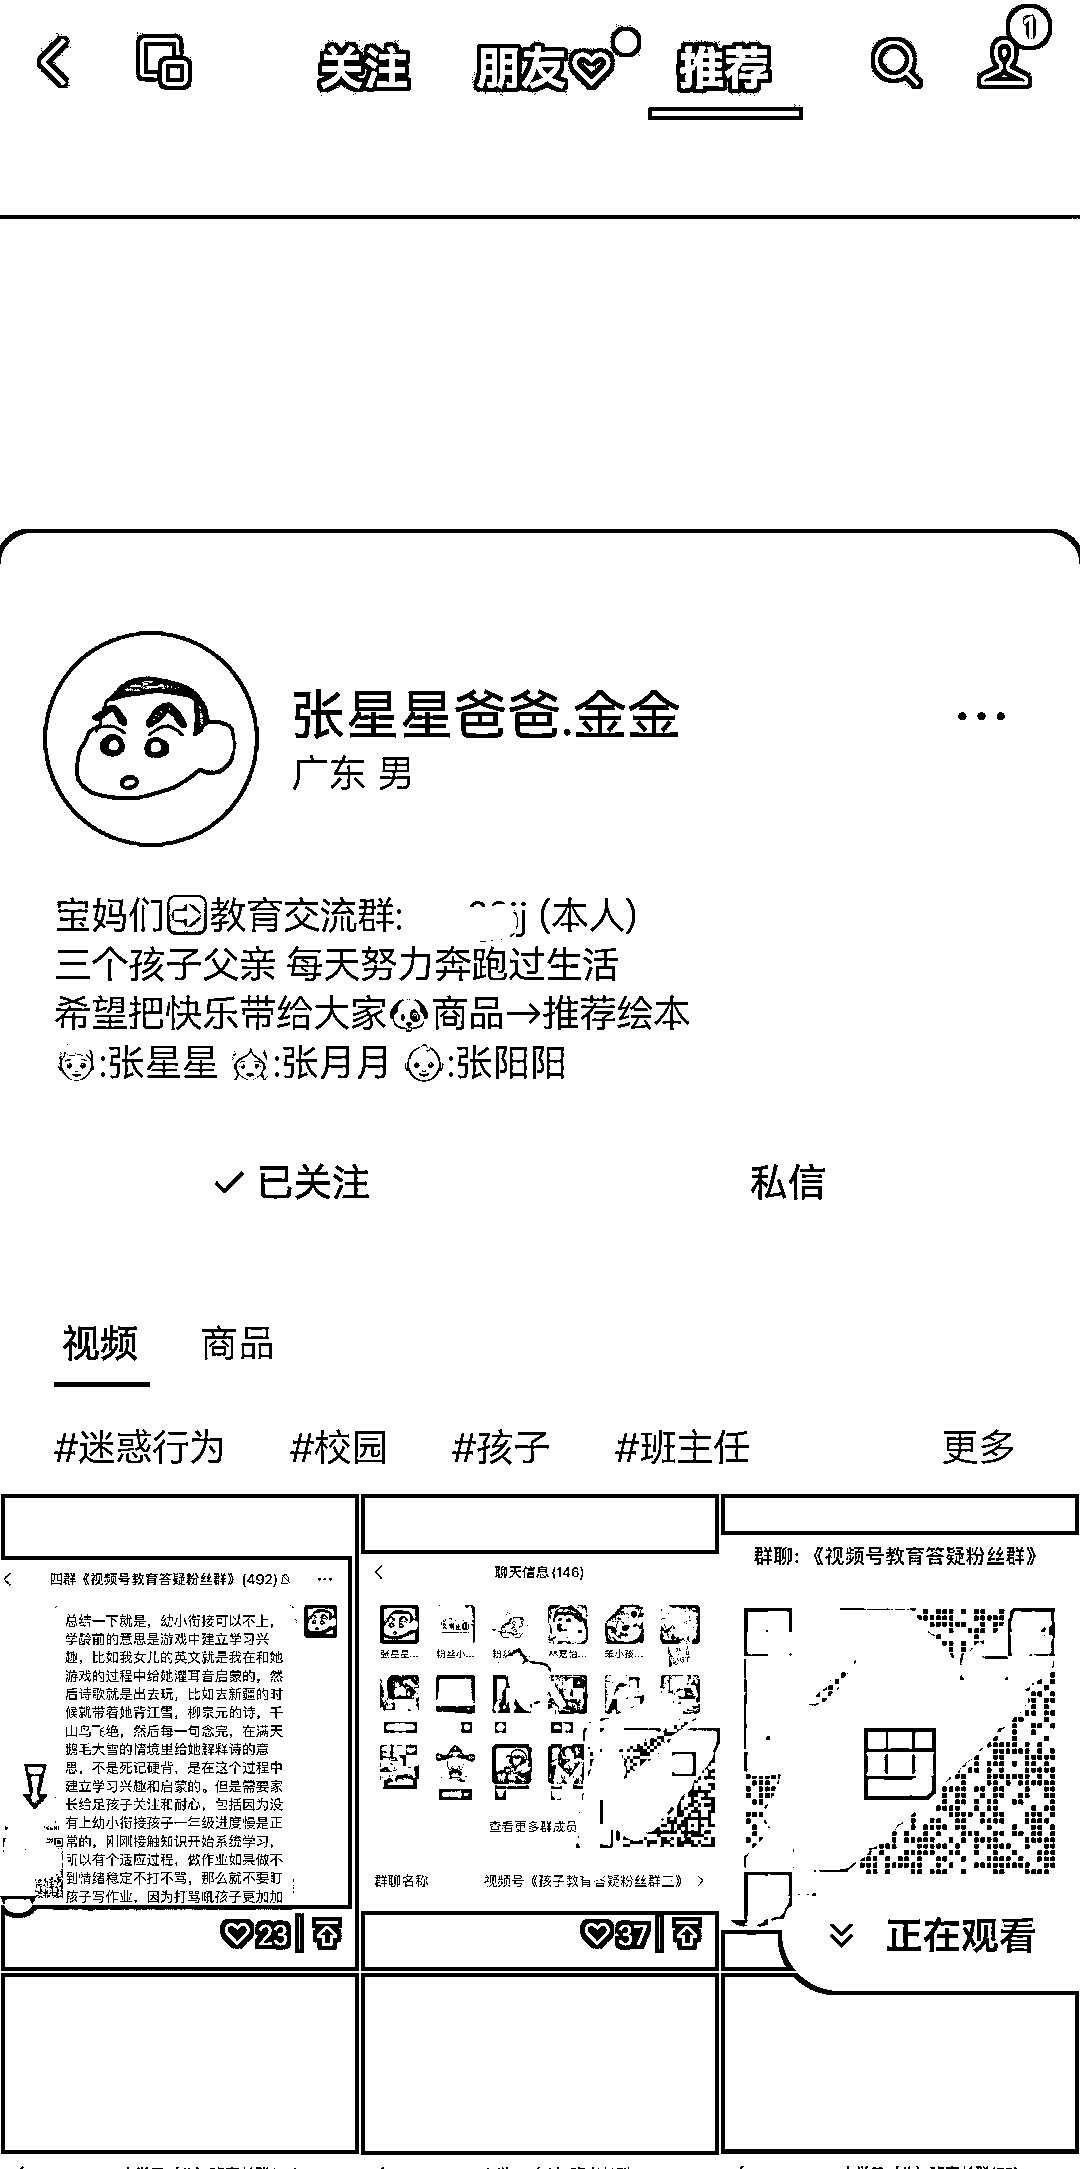 关注 朋友 推荐 1
张星星爸爸.金金
广东 男
宝妈们教育交流群: jj (本人)
三个孩子父亲 每天努力奔跑过生活
希望把快乐带给大家商品→推荐绘本
:张星星 :张月月 :张阳阳
已关注 私信
视频 商品
#迷惑行为 #校园 #孩子 #班主任 更多
四群《视频号教育答疑粉丝群》(492)
总结一下就是，幼小衔接可以不上，
学龄前的意思是游戏中建立学习兴
趣，比如我女儿的英文就是我在和她
游戏的过程中给她灌耳音启蒙的，然
后诗歌就是出去玩，比如去新疆的时
候就带着她背江雪，柳宗元的诗，千
山鸟飞绝，然后每一句念完，在满天
鹅毛大雪的情境里给她解释诗的意
思，不是死记硬背，是在这个过程中
建立学习兴趣和启蒙的。但是需要家
长给足孩子关注和耐心，包括因为没
有上幼小衔接孩子一年级进度慢是正
常的，刚刚接触知识开始系统学习，
所以有个适应过程，做作业如果做不
到情绪稳定不打不骂，那么就不要盯
孩子写作业，因为打骂吼孩子更加加
23
聊天信息(146)
张星星...
查看更多群成员
群聊名称 视频号《孩子教育答疑粉丝群二》
37
群聊:《视频号教育答疑粉丝群》
正在观看